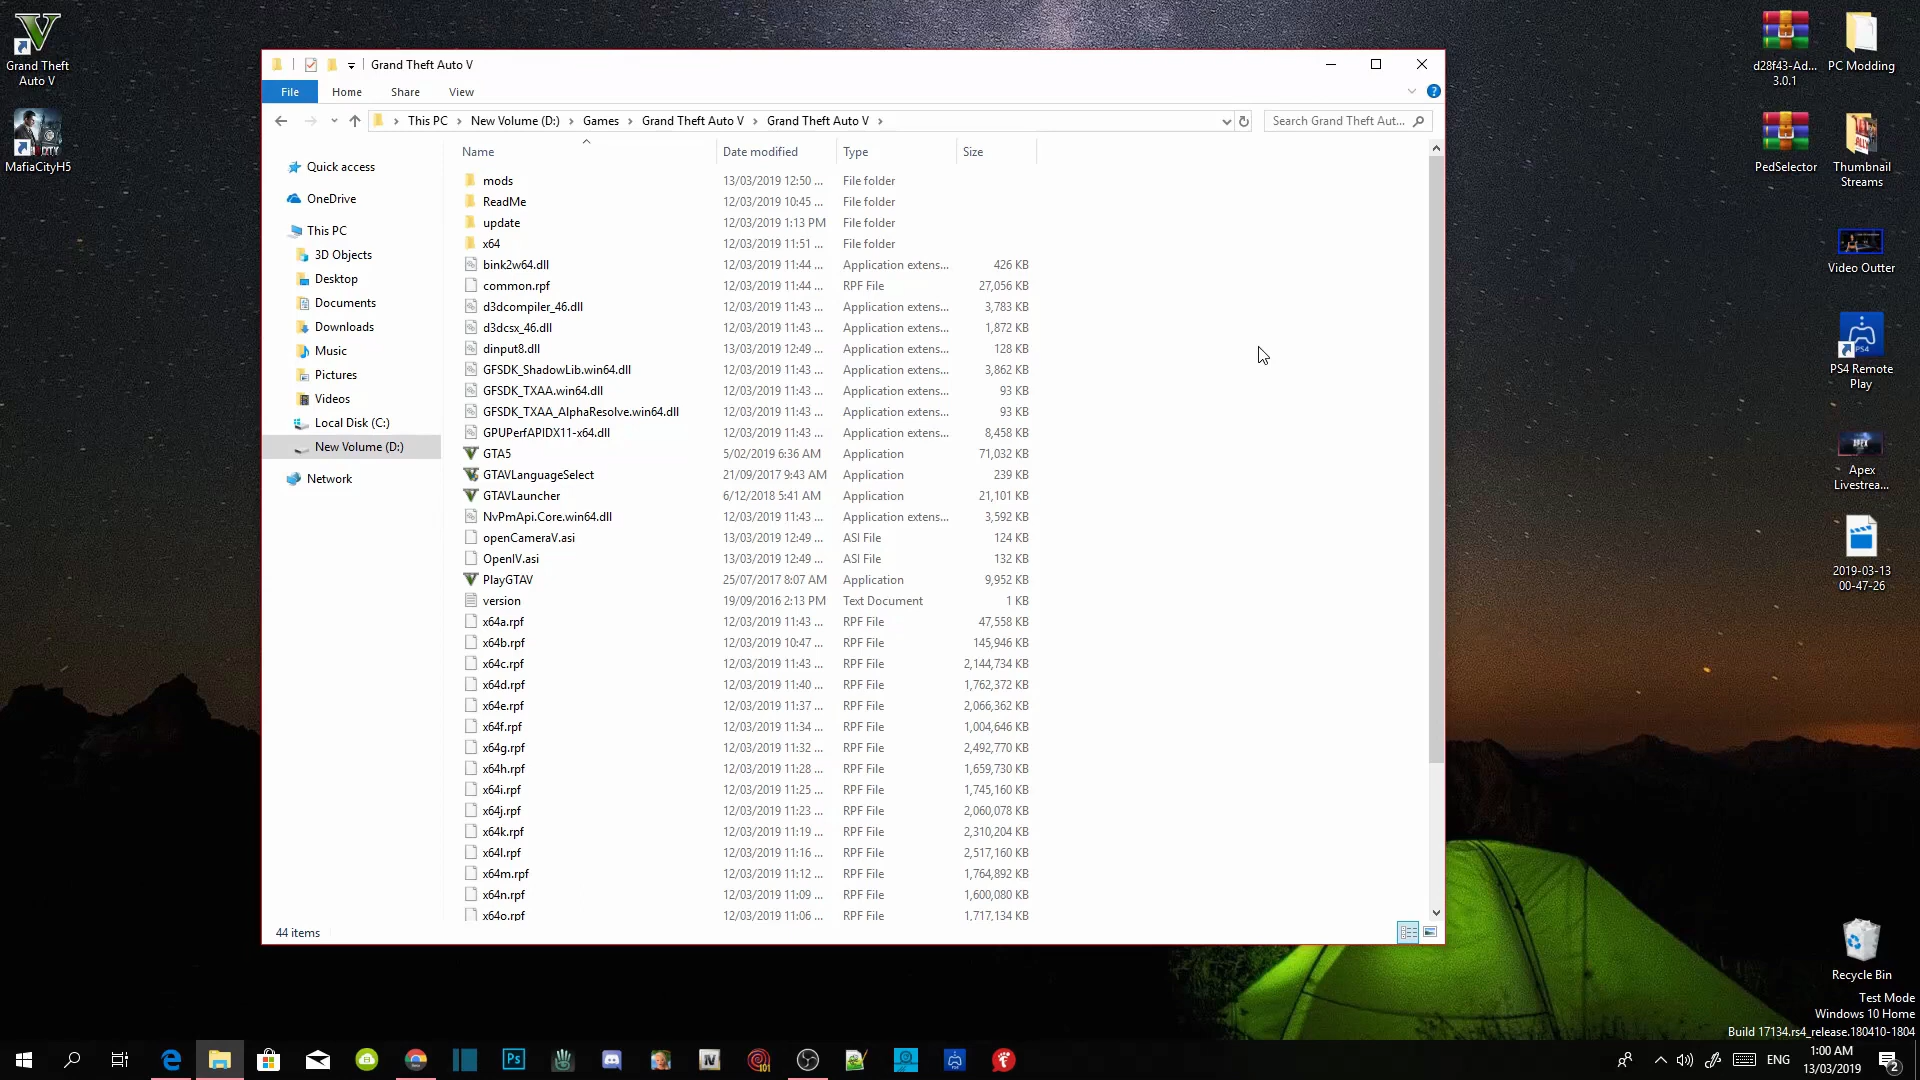 Grand Theft
Auto V
MafiaCityH5
Grand Theft Auto V
File
Home
Share
View
This PC
New Volume (D:)
Games
Grand Theft Auto V
Grand Theft Auto V
Search Grand Theft Aut...
Quick access
OneDrive
This PC
3D Objects
Desktop
Documents
Downloads
Music
Pictures
Videos
Local Disk (C:)
New Volume (D:)
Network
Name Date modified Type Size
mods 13/03/2019 12:50 ... File folder
ReadMe 12/03/2019 10:45 ... File folder
update 12/03/2019 1:13 PM File folder
x64 12/03/2019 11:51 ... File folder
bink2w64.dll 12/03/2019 11:44 ... Application extens... 426 KB
common.rpf 12/03/2019 11:44 ... RPF File 27,056 KB
d3dcompiler_46.dll 12/03/2019 11:43 ... Application extens... 3,783 KB
d3dcsx_46.dll 12/03/2019 11:43 ... Application extens... 1,872 KB
dinput8.dll 13/03/2019 12:49 ... Application extens... 128 KB
GFSDK_ShadowLib.win64.dll 12/03/2019 11:43 ... Application extens... 3,862 KB
GFSDK_TXAA.win64.dll 12/03/2019 11:43 ... Application extens... 93 KB
GFSDK_TXAA_AlphaResolve.win64.dll 12/03/2019 11:43 ... Application extens... 93 KB
GPUPerfAPIDX11-x64.dll 12/03/2019 11:43 ... Application extens... 8,458 KB
GTA5 5/02/2019 6:36 AM Application 71,032 KB
GTAVLanguageSelect 21/09/2017 9:43 AM Application 239 KB
GTAVLauncher 6/12/2018 5:41 AM Application 21,101 KB
NvPmApi.Core.win64.dll 12/03/2019 11:43 ... Application extens... 3,592 KB
openCameraV.asi 13/03/2019 12:49 ... ASI File 124 KB
OpenIV.asi 13/03/2019 12:49 ... ASI File 132 KB
PlayGTAV 25/07/2017 8:07 AM Application 9,952 KB
version 19/09/2016 2:13 PM Text Document 1 KB
x64a.rpf 12/03/2019 11:43 ... RPF File 47,558 KB
x64b.rpf 12/03/2019 10:47 ... RPF File 145,946 KB
x64c.rpf 12/03/2019 11:43 ... RPF File 2,144,734 KB
x64d.rpf 12/03/2019 11:40 ... RPF File 1,762,372 KB
x64e.rpf 12/03/2019 11:37 ... RPF File 2,066,362 KB
x64f.rpf 12/03/2019 11:34 ... RPF File 1,004,646 KB
x64g.rpf 12/03/2019 11:32 ... RPF File 2,492,770 KB
x64h.rpf 12/03/2019 11:28 ... RPF File 1,659,730 KB
x64i.rpf 12/03/2019 11:25 ... RPF File 1,745,160 KB
x64j.rpf 12/03/2019 11:23 ... RPF File 2,060,078 KB
x64k.rpf 12/03/2019 11:19 ... RPF File 2,310,204 KB
x64l.rpf 12/03/2019 11:16 ... RPF File 2,517,160 KB
x64m.rpf 12/03/2019 11:12 ... RPF File 1,764,892 KB
x64n.rpf 12/03/2019 11:09 ... RPF File 1,600,080 KB
x64o.rpf 12/03/2019 11:06 ... RPF File 1,717,134 KB
44 items
d28f43-Ad...
3.0.1
PC Modding
PedSelector
Thumbnail
Streams
Video Outter
PS4
PS4 Remote
Play
APEX
Apex
Livestrea...
2019-03-13
00-47-26
Recycle Bin
Test Mode
Windows 10 Home
Build 17134.rs4_release.180410-1804
Ps
IV
101
ENG
1:00 AM
13/03/2019
2